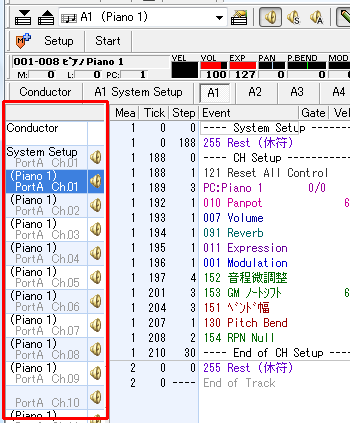 A1 (Piano 1)
Setup Start
001-008 ﾋﾟｱﾉ/Piano 1 VEL VOL EXP PAN P.BEND MOD
M: 0 L: 0 PC: 1 100 127 0 0
Conductor A1 System Setup A1 A2 A3 A4
Mea Tick Step Event Gate Vel
1 0 0 ---- System Setup ----
1 0 188 255 Rest (休符)
1 188 0 ---- CH Setup ----
1 188 1 121 Reset All Control
1 189 3 PC:Piano 1 0/0
1 192 1 010 Panpot 6
1 193 1 007 Volume
1 194 1 091 Reverb
1 195 1 011 Expression
1 196 1 001 Modulation
1 197 4 152 音程微調整
1 201 3 153 GM ﾉｰﾄｼﾌﾄ 6
1 204 3 151 ﾍﾞﾝﾄﾞ幅
1 207 1 130 Pitch Bend
1 208 2 154 RPN Null
1 210 30 ---- End of CH Setup ----
2 0 0 255 Rest (休符)
2 0 ---- End of Track
Conductor
System Setup
PortA Ch.01
(Piano 1)
PortA Ch.01
(Piano 1)
PortA Ch.02
(Piano 1)
PortA Ch.03
(Piano 1)
PortA Ch.04
(Piano 1)
PortA Ch.05
(Piano 1)
PortA Ch.06
(Piano 1)
PortA Ch.07
(Piano 1)
PortA Ch.08
(Piano 1)
PortA Ch.09
PortA Ch.10
(Piano 1)